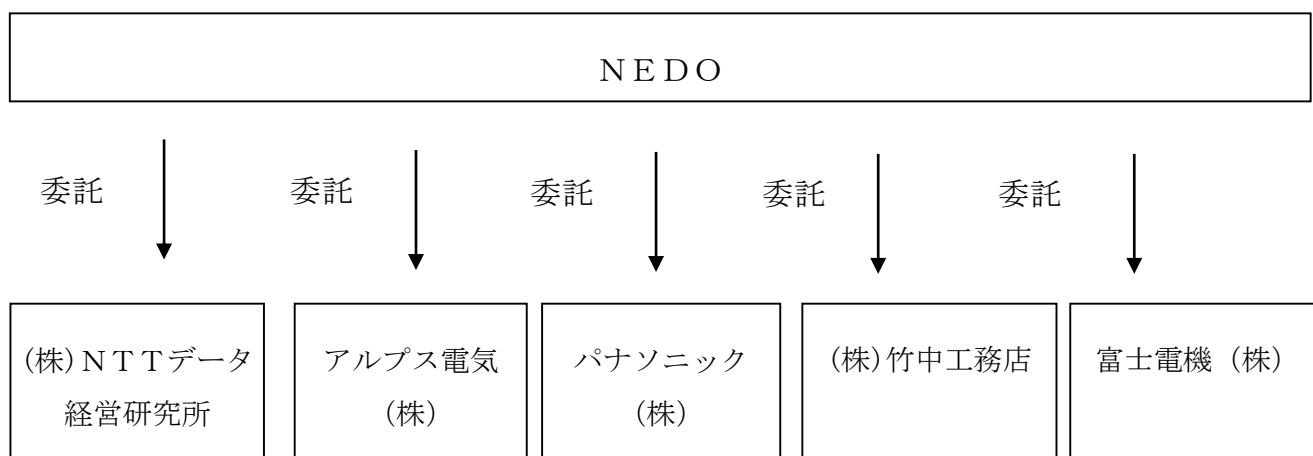 ＮＥＤＯ
委託 委託 委託 委託 委託
(株)ＮＴＴデータ
経営研究所
アルプス電気
(株)
パナソニック
(株)
(株)竹中工務店
富士電機（株）